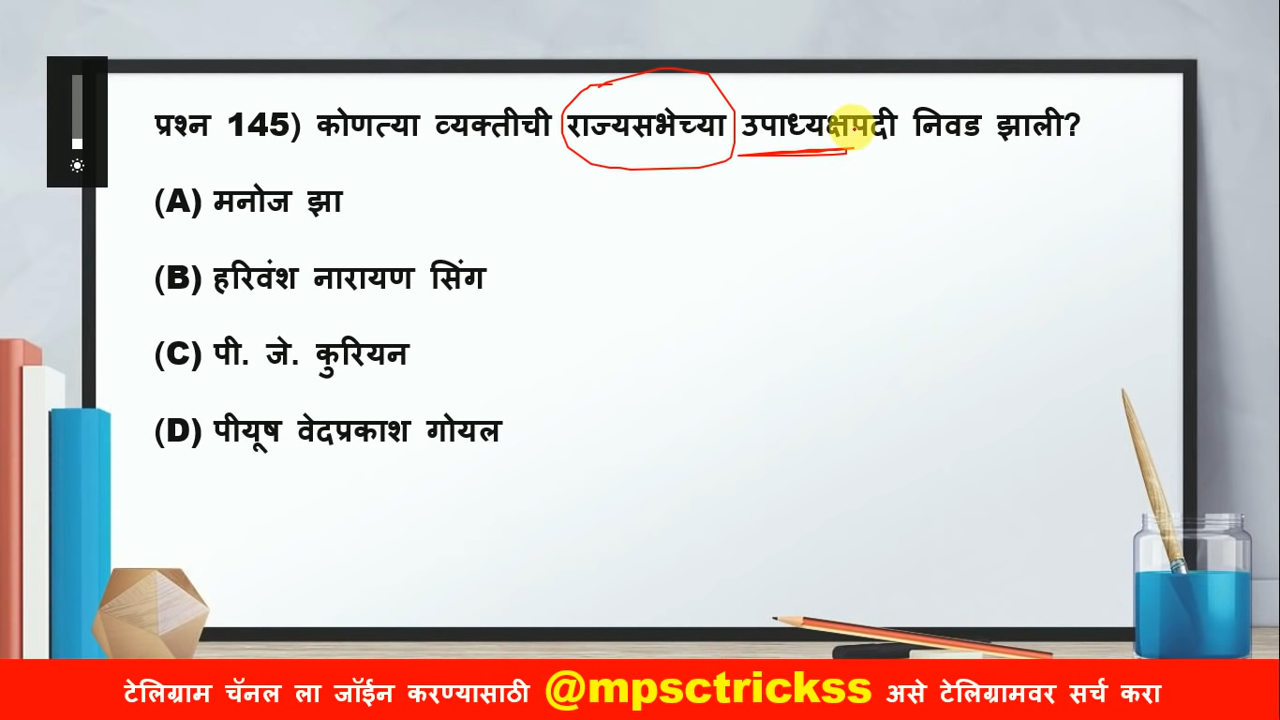 प्रश्न 145) कोणत्या व्यक्तीची राज्यसभेच्या उपाध्यक्षपदी निवड झाली?
(A) मनोज झा
(B) हरिवंश नारायण सिंग
(C) पी. जे. कुरियन
(D) पीयूष वेदप्रकाश गोयल
टेलिग्राम चॅनल ला जॉईन करण्यासाठी @mpsctrickss असे टेलिग्रामवर सर्च करा